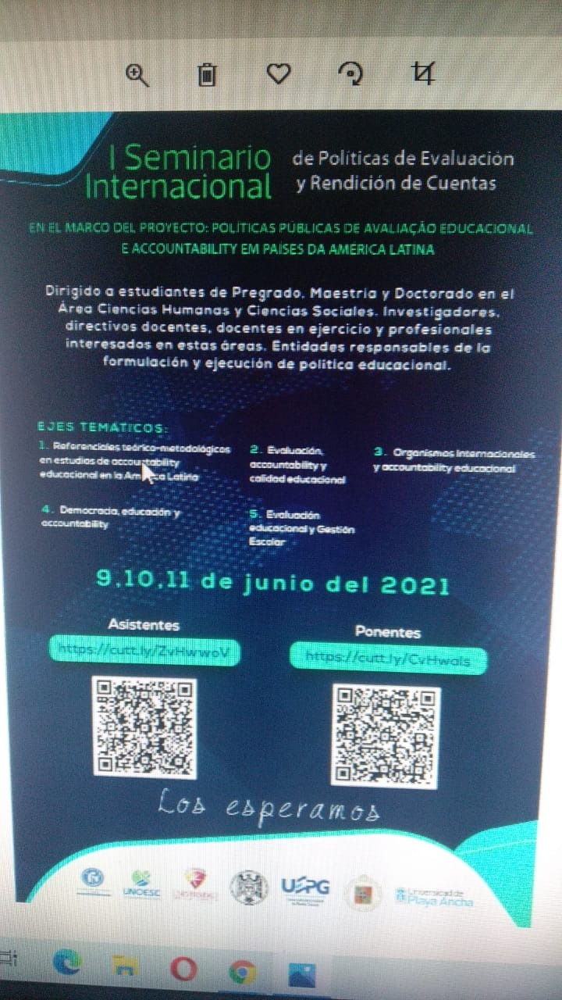 I Seminario
Internacional
de Políticas de Evaluación
y Rendición de Cuentas
EN EL MARCO DEL PROYECTO: POLÍTICAS PÚBLICAS DE AVALIAÇÃO EDUCACIONAL
E ACCOUNTABILITY EM PAÍSES DA AMÉRICA LATINA
Dirigido a estudiantes de Pregrado, Maestría y Doctorado en el
Área Ciencias Humanas y Ciencias Sociales. Investigadores,
directivos docentes, docentes en ejercicio y profesionales
interesados en estas áreas. Entidades responsables de la
formulación y ejecución de política educacional.
EJES TEMÁTICOS:
1. Referenciales teórico-metodológicos
en estudios de accountability
educacional en la América Latina
2. Evaluación,
accountability y
calidad educacional
3. Organismos Internacionales
y accountability educacional
4. Democracia, educación y
accountability
5. Evaluación
educacional y Gestión
Escolar
9,10,11 de junio del 2021
Asistentes
https://cutt.ly/ZvHwwoV
Ponentes
https://cutt.ly/CvHwals
Los esperamos
UNOESC
USPG
Universidad de
Playa Ancha